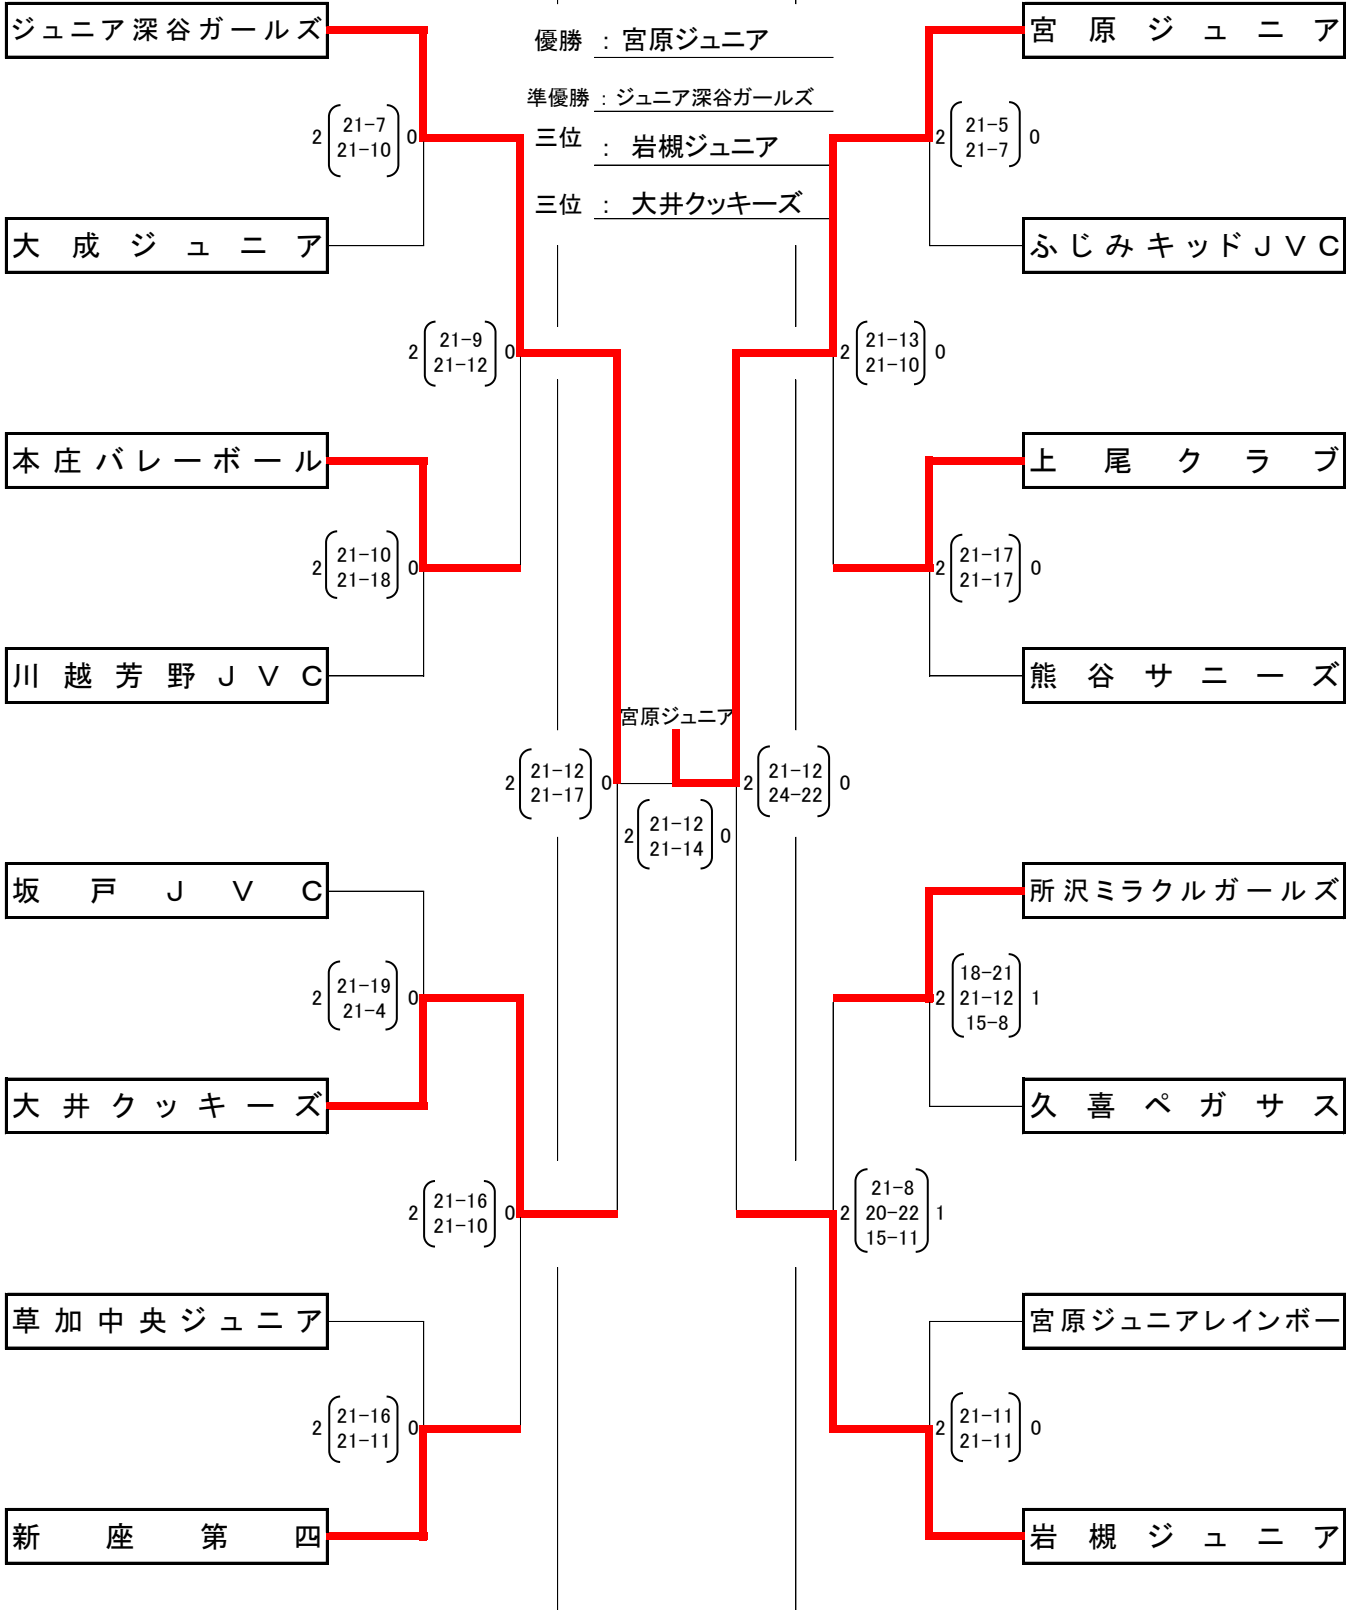 ジュニア深谷ガールズ
優勝 : 宮原ジュニア
宮原ジュニア
準優勝 : ジュニア深谷ガールズ
2 21-7 0
21-10
三位 : 岩槻ジュニア
2 21-5 0
21-7
三位 : 大井クッキーズ
大成ジュニア
ふじみキッドJVC
2 21-9 0
21-12
2 21-13 0
21-10
本庄バレーボール
上尾クラブ
2 21-10 0
21-18
2 21-17 0
21-17
川越芳野JVC
熊谷サニーズ
宮原ジュニア
2 21-12 0
21-17
2 21-12 0
24-22
2 21-12 0
21-14
坂戸JVC
所沢ミラクルガールズ
2 21-19 0
21-4
18-21
2 21-12 1
15-8
大井クッキーズ
久喜ペガサス
2 21-16 0
21-10
21-8
2 20-22 1
15-11
草加中央ジュニア
宮原ジュニアレインボー
2 21-16 0
21-11
2 21-11 0
21-11
新座第四
岩槻ジュニア